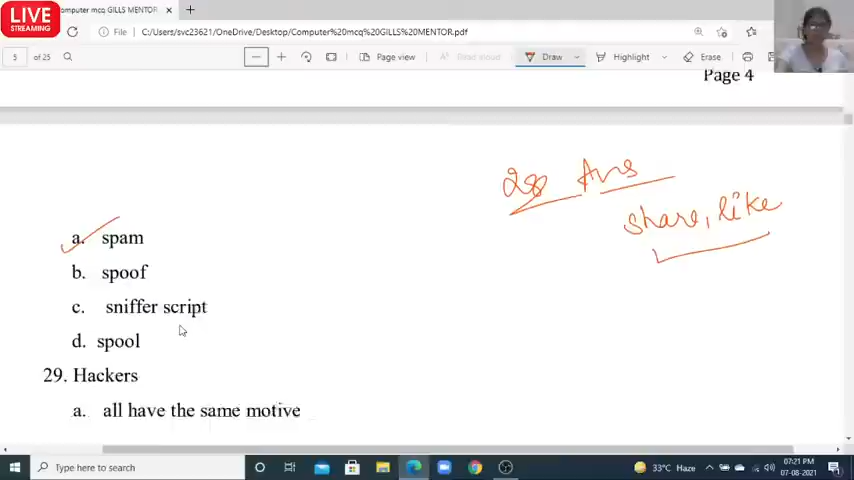 LIVE
STREAMING
Computer mcq GILLS MENTOR.pdf
File
C:/Users/svc23621/OneDrive/Desktop/Computer%20mcq%20GILLS%20MENTOR.pdf
5 of 25
Page view
Read aloud
Draw
Highlight
Erase
Page 4
28 Ans
share, like
a. spam
b. spoof
c. sniffer script
d. spool
29. Hackers
a. all have the same motive
Type here to search
33°C Haze
07:21 PM
07-08-2021